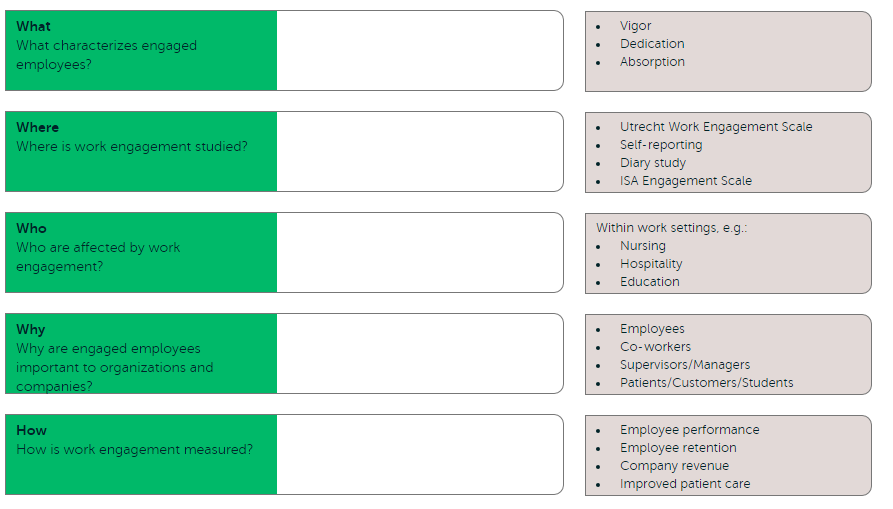 What
What characterizes engaged
employees?
• Vigor
• Dedication
• Absorption
Where
Where is work engagement studied?
• Utrecht Work Engagement Scale
• Self-reporting
• Diary study
• ISA Engagement Scale
Who
Who are affected by work
engagement?
Within work settings, e.g.:
• Nursing
• Hospitality
• Education
Why
Why are engaged employees
important to organizations and
companies?
• Employees
• Co-workers
• Supervisors/Managers
• Patients/Customers/Students
How
How is work engagement measured?
• Employee performance
• Employee retention
• Company revenue
• Improved patient care